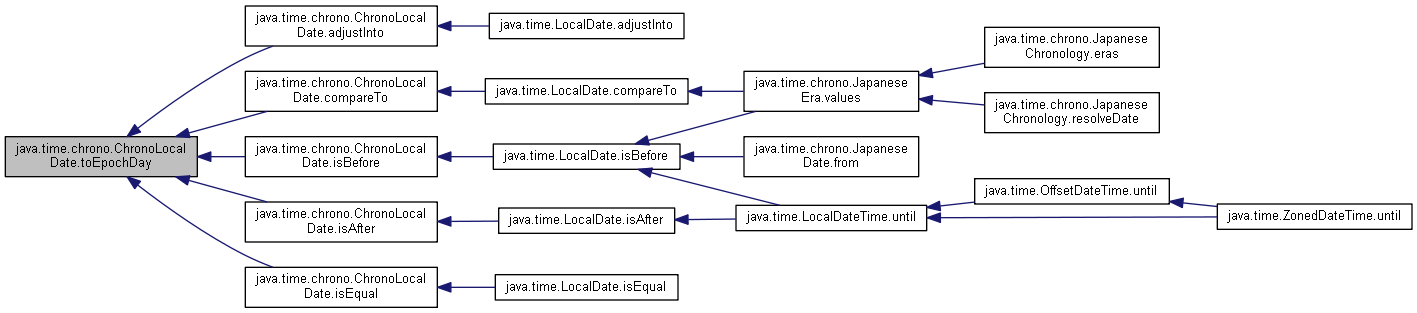 java.time.chrono.ChronoLocal
Date.toEpochDay
java.time.chrono.ChronoLocal
Date.adjustInto
java.time.LocalDate.adjustInto
java.time.chrono.ChronoLocal
Date.compareTo
java.time.LocalDate.compareTo
java.time.chrono.Japanese
Era.values
java.time.chrono.Japanese
Chronology.eras
java.time.chrono.Japanese
Chronology.resolveDate
java.time.chrono.ChronoLocal
Date.isBefore
java.time.LocalDate.isBefore
java.time.chrono.Japanese
Date.from
java.time.chrono.ChronoLocal
Date.isAfter
java.time.LocalDate.isAfter
java.time.LocalDateTime.until
java.time.OffsetDateTime.until
java.time.ZonedDateTime.until
java.time.chrono.ChronoLocal
Date.isEqual
java.time.LocalDate.isEqual